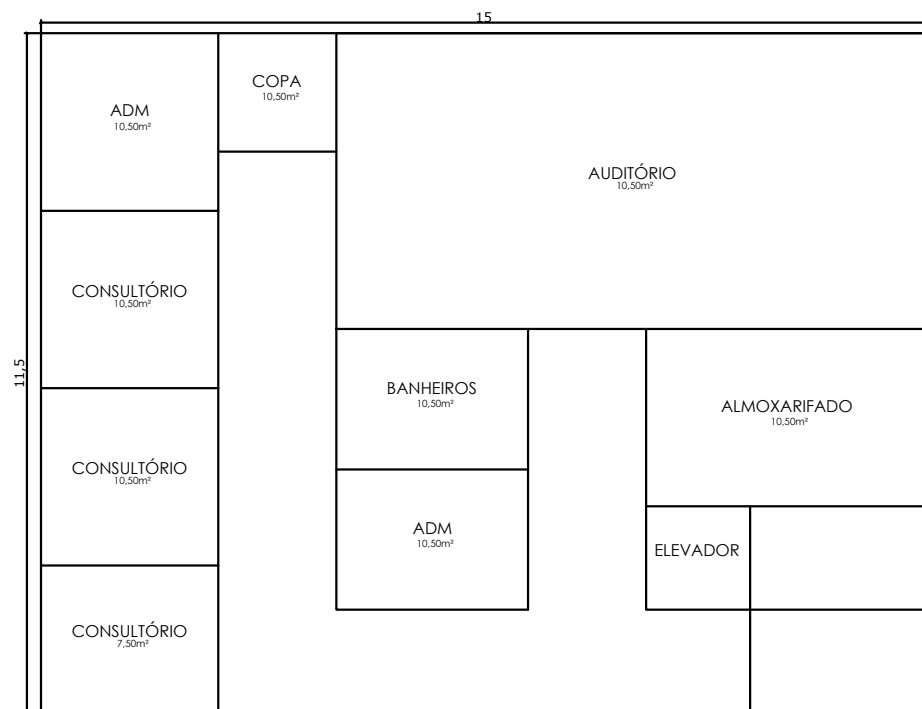 15
11,5
ADM
10,50m²
COPA
10,50m²
AUDITÓRIO
10,50m²
CONSULTÓRIO
10,50m²
BANHEIROS
10,50m²
ALMOXARIFADO
10,50m²
CONSULTÓRIO
10,50m²
ADM
10,50m²
ELEVADOR
CONSULTÓRIO
7,50m²